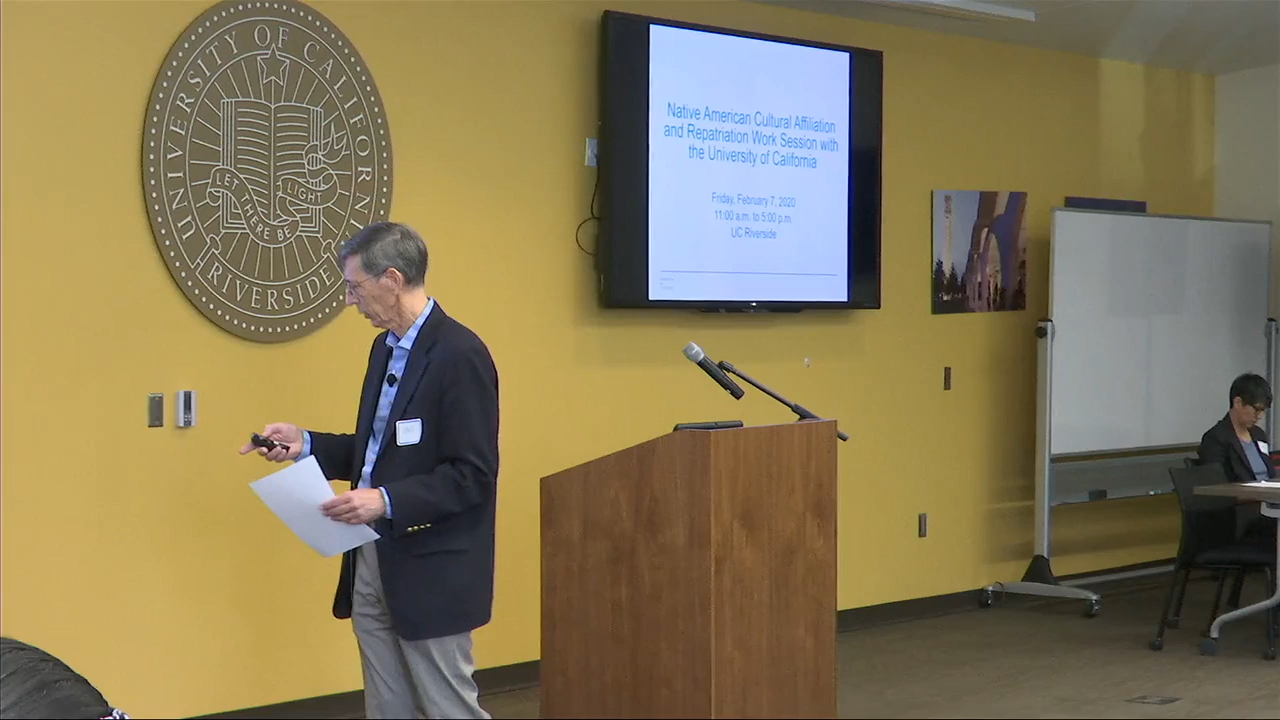 UNIVERSITY OF CALIFORNIA
LET THERE BE LIGHT
RIVERSIDE
Native American Cultural Affiliation
and Repatriation Work Session with
the University of California
Friday, February 7, 2020
11:00 a.m. to 5:00 p.m.
UC Riverside